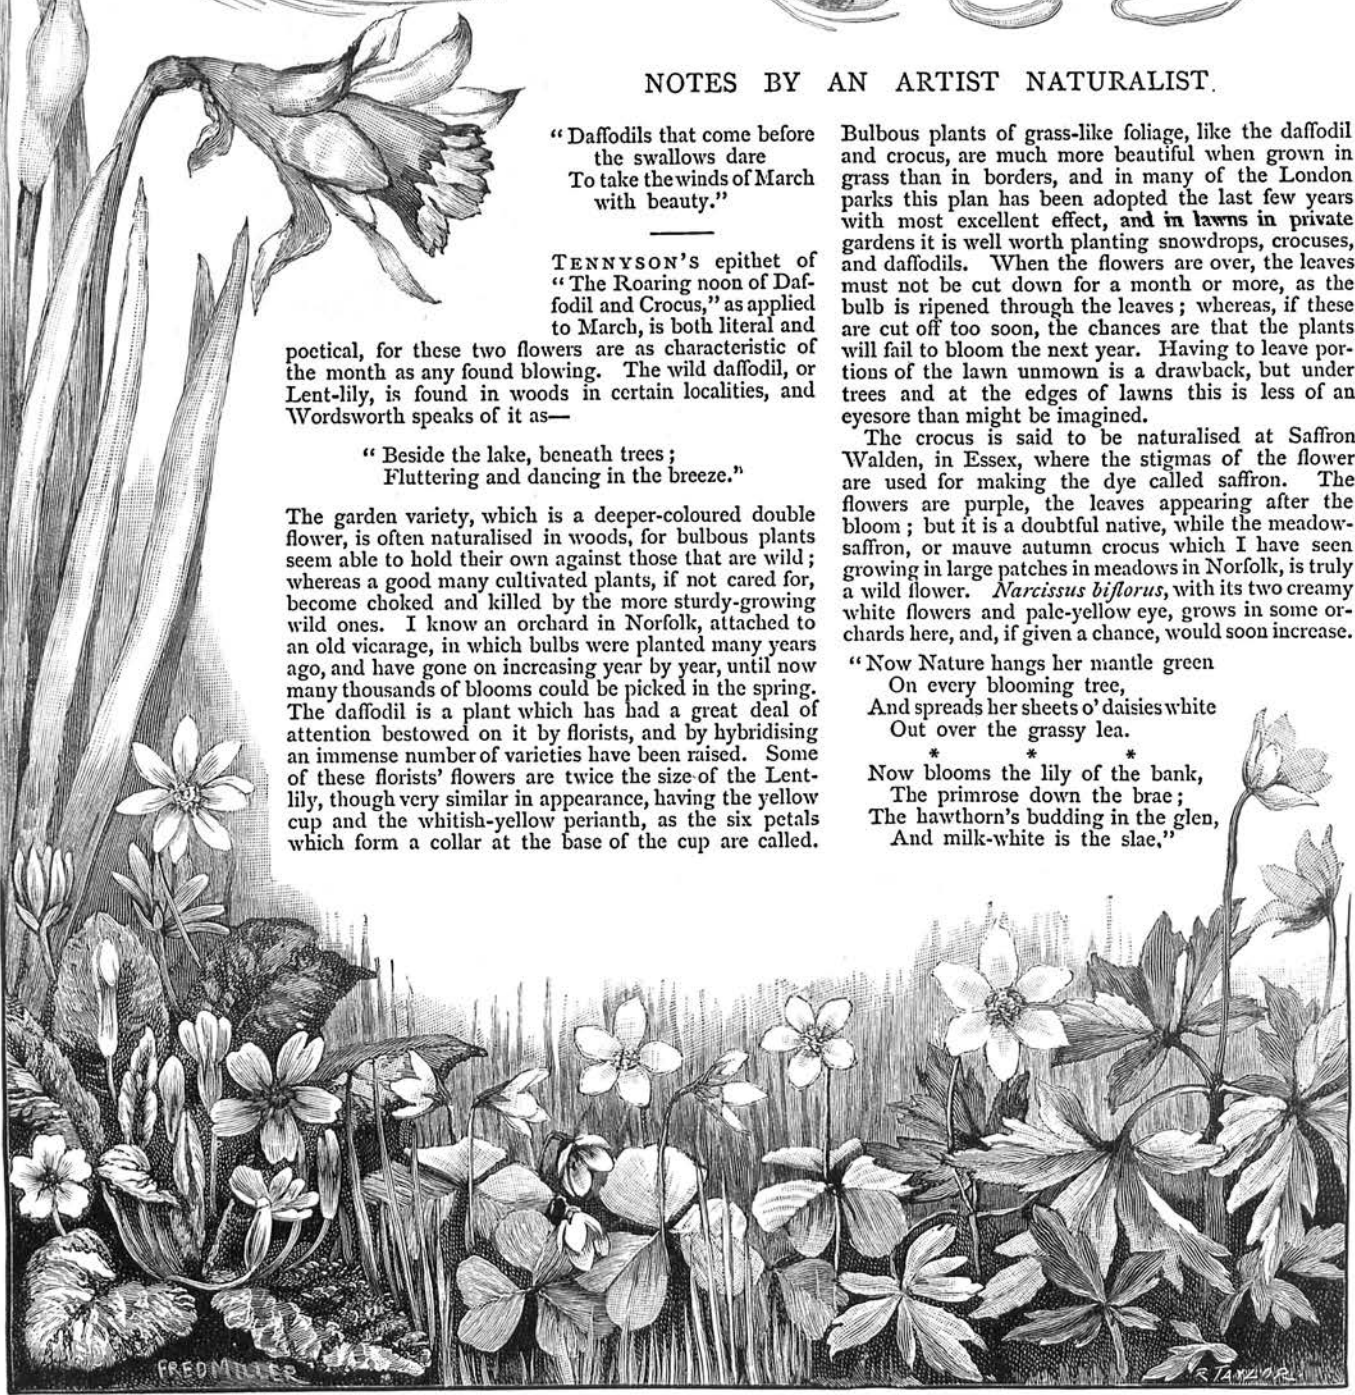 NOTES BY AN ARTIST NATURALIST.
“Daffodils that come before
the swallows dare
To take the winds of March
with beauty.”
TENNYSON’S epithet of
“The Roaring noon of Daf-
fodil and Crocus,” as applied
to March, is both literal and
poetical, for these two flowers are as characteristic of
the month as any found blowing. The wild daffodil, or
Lent-lily, is found in woods in certain localities, and
Wordsworth speaks of it as—
“Beside the lake, beneath trees;
Fluttering and dancing in the breeze.”
The garden variety, which is a deeper-coloured double
flower, is often naturalised in woods, for bulbous plants
seem able to hold their own against those that are wild;
whereas a good many cultivated plants, if not cared for,
become choked and killed by the more sturdy-growing
wild ones. I know an orchard in Norfolk, attached to
an old vicarage, in which bulbs were planted many years
ago, and have gone on increasing year by year, until now
many thousands of blooms could be picked in the spring.
The daffodil is a plant which has had a great deal of
attention bestowed on it by florists, and by hybridising
an immense number of varieties have been raised. Some
of these florists’ flowers are twice the size of the Lent-
lily, though very similar in appearance, having the yellow
cup and the whitish-yellow perianth, as the six petals
which form a collar at the base of the cup are called.
Bulbous plants of grass-like foliage, like the daffodil
and crocus, are much more beautiful when grown in
grass than in borders, and in many of the London
parks this plan has been adopted the last few years
with most excellent effect, and in lawns in private
gardens it is well worth planting snowdrops, crocuses,
and daffodils. When the flowers are over, the leaves
must not be cut down for a month or more, as the
bulb is ripened through the leaves; whereas, if these
are cut off too soon, the chances are that the plants
will fail to bloom the next year. Having to leave por-
tions of the lawn unmown is a drawback, but under
trees and at the edges of lawns this is less of an
eyesore than might be imagined.
The crocus is said to be naturalised at Saffron
Walden, in Essex, where the stigmas of the flower
are used for making the dye called saffron. The
flowers are purple, the leaves appearing after the
bloom; but it is a doubtful native, while the meadow-
saffron, or mauve autumn crocus which I have seen
growing in large patches in meadows in Norfolk, is truly
a wild flower. Narcissus biflorus, with its two creamy
white flowers and pale-yellow eye, grows in some or-
chards here, and, if given a chance, would soon increase.
“Now Nature hangs her mantle green
On every blooming tree,
And spreads her sheets o’ daisies white
Out over the grassy lea.
* * *
Now blooms the lily of the bank,
The primrose down the brae;
The hawthorn’s budding in the glen,
And milk-white is the slae.”
FRED MILLER
R TAYLOR